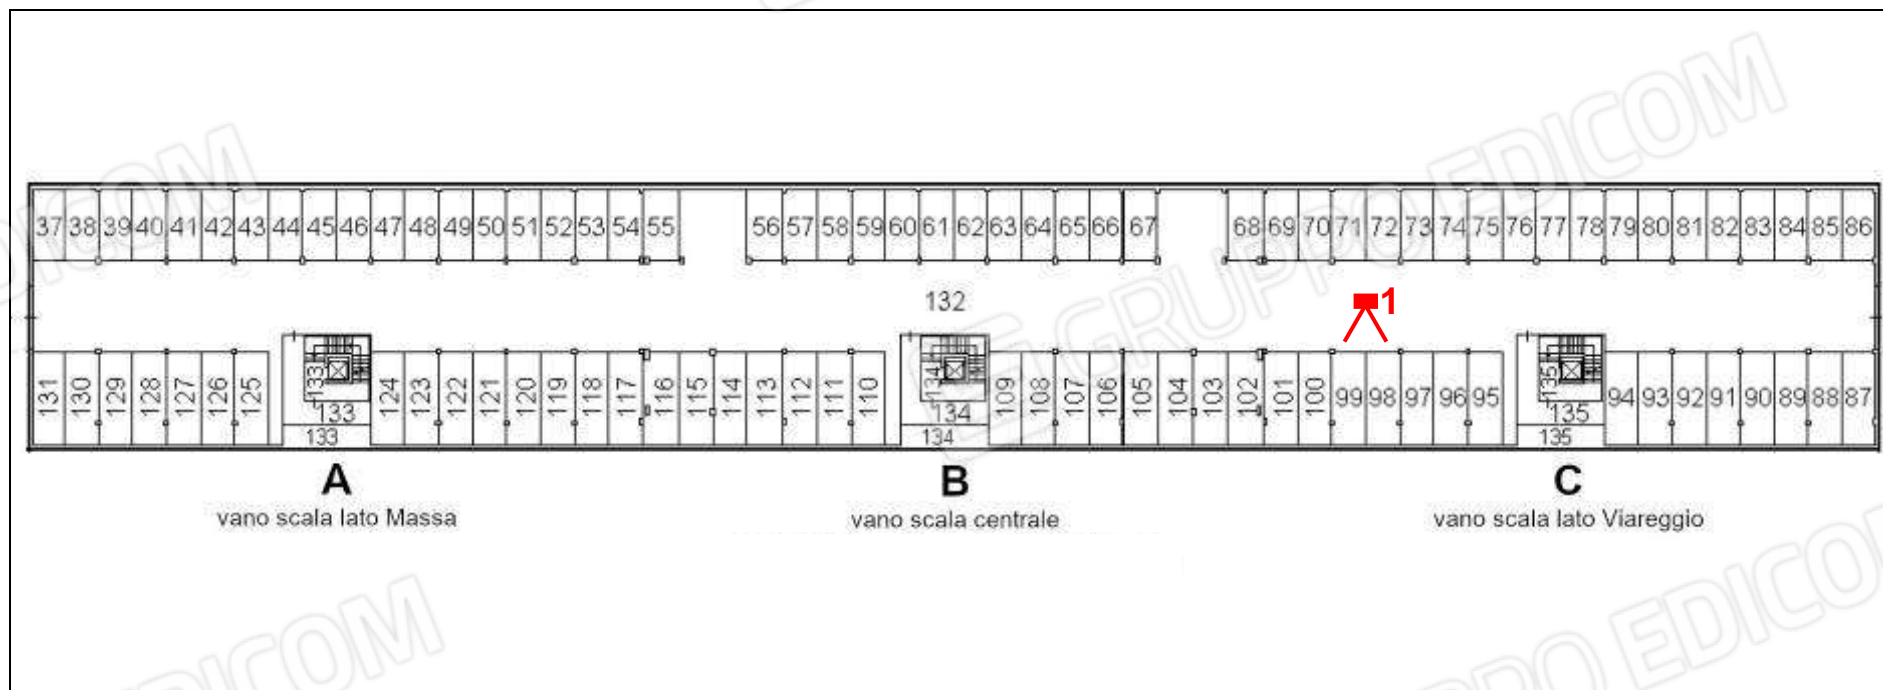 37 38 39 40 41 42 43 44 45 46 47 48 49 50 51 52 53 54 55 56 57 58 59 60 61 62 63 64 65 66 67 68 69 70 71 72 73 74 75 76 77 78 79 80 81 82 83 84 85 86
132
1
131 130 129 128 127 126 125 133 124 123 122 121 120 119 118 117 116 115 114 113 112 111 110 134 109 108 107 106 105 104 103 102 101 100 99 98 97 96 95 135 94 93 92 91 90 89 88 87
133 134 135
133 134 135
A B C
vano scala lato Massa vano scala centrale vano scala lato Viareggio
EDICOM
GRUPPO EDICOM
EDICOM
GRUPPO EDICOM